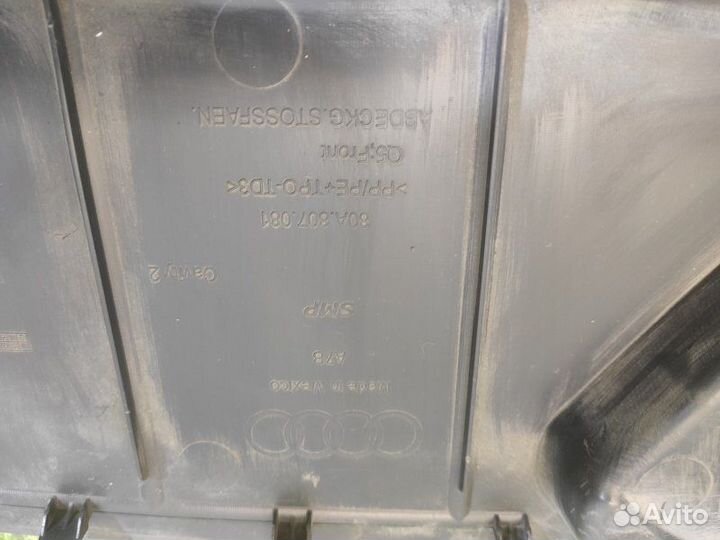 ABDECKG.STOSSFAEN.
Q5;Front
>PP/PE+TPO-TD3<
80A.807.081
Cavity 2
SMP
Made in Mexico
Avito